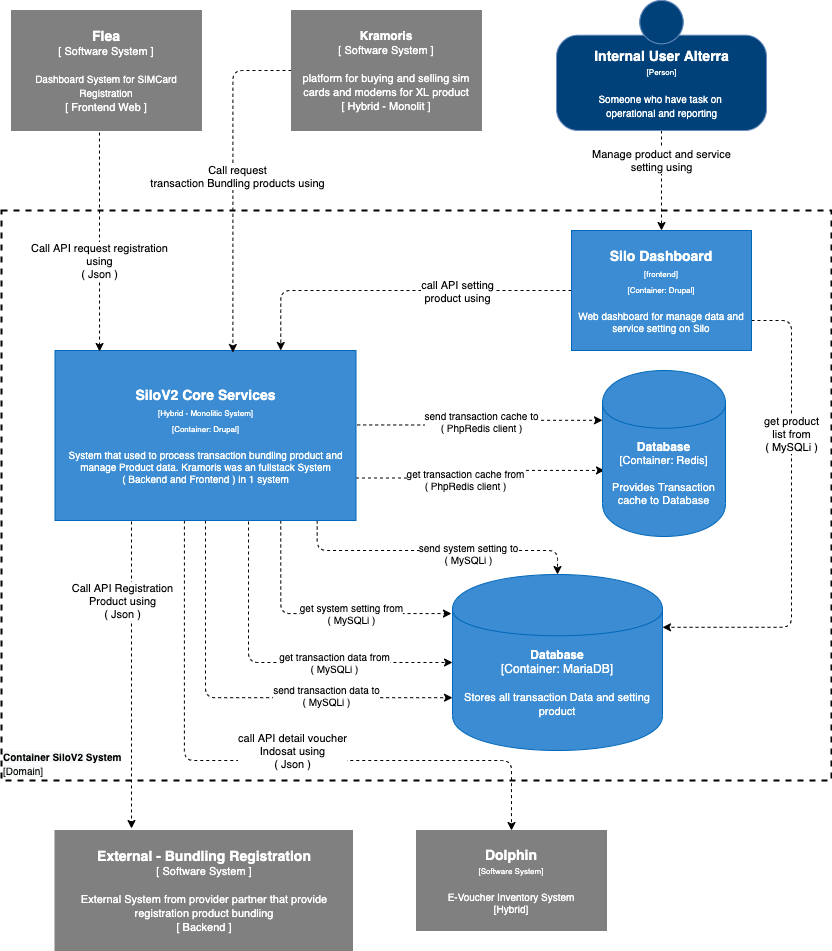 Flea
[ Software System ]
Dashboard System for SIMCard
Registration
[ Frontend Web ]
Kramoris
[ Software System ]
platform for buying and selling sim
cards and modems for XL product
[ Hybrid - Monolit ]
Internal User Alterra
[Person]
Someone who have task on
operational and reporting
Call request
transaction Bundling products using
Manage product and service
setting using
Call API request registration
using
( Json )
call API setting
product using
Silo Dashboard
[frontend]
[Container: Drupal]
Web dashboard for manage data and
service setting on Silo
SiloV2 Core Services
[Hybrid - Monolitic System]
[Container: Drupal]
System that used to process transaction bundling product and
manage Product data. Kramoris was an fullstack System
( Backend and Frontend ) in 1 system
send transaction cache to
( PhpRedis client )
get transaction cache from
( PhpRedis client )
Database
[Container: Redis]
Provides Transaction
cache to Database
get product
list from
( MySQLi )
send system setting to
( MySQLi )
Call API Registration
Product using
( Json )
get system setting from
( MySQLi )
get transaction data from
( MySQLi )
send transaction data to
( MySQLi )
Database
[Container: MariaDB]
Stores all transaction Data and setting
product
call API detail voucher
Indosat using
( Json )
Container SiloV2 System
[Domain]
External - Bundling Registration
[ Software System ]
External System from provider partner that provide
registration product bundling
[ Backend ]
Dolphin
[Software System]
E-Voucher Inventory System
[Hybrid]